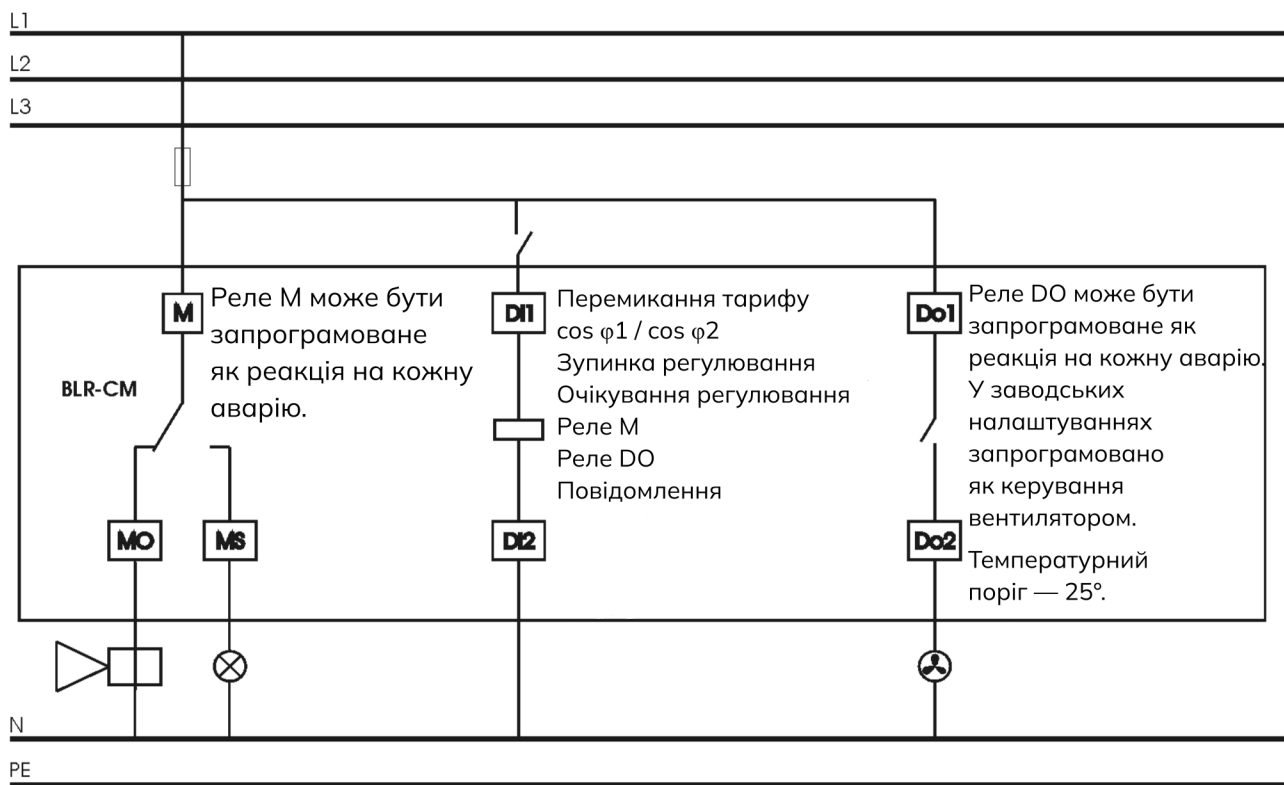 L1
L2
L3
M
Реле M може бути
запрограмоване
як реакція на кожну
аварію.
BLR-CM
MO
MS
DI1
Перемикання тарифу
cos φ1 / cos φ2
Зупинка регулювання
Очікування регулювання
Реле M
Реле DO
Повідомлення
DI2
Do1
Реле DO може бути
запрограмоване як
реакція на кожну аварію.
У заводських
налаштуваннях
запрограмовано
як керування
вентилятором.
Do2
Температурний
поріг — 25°.
N
PE